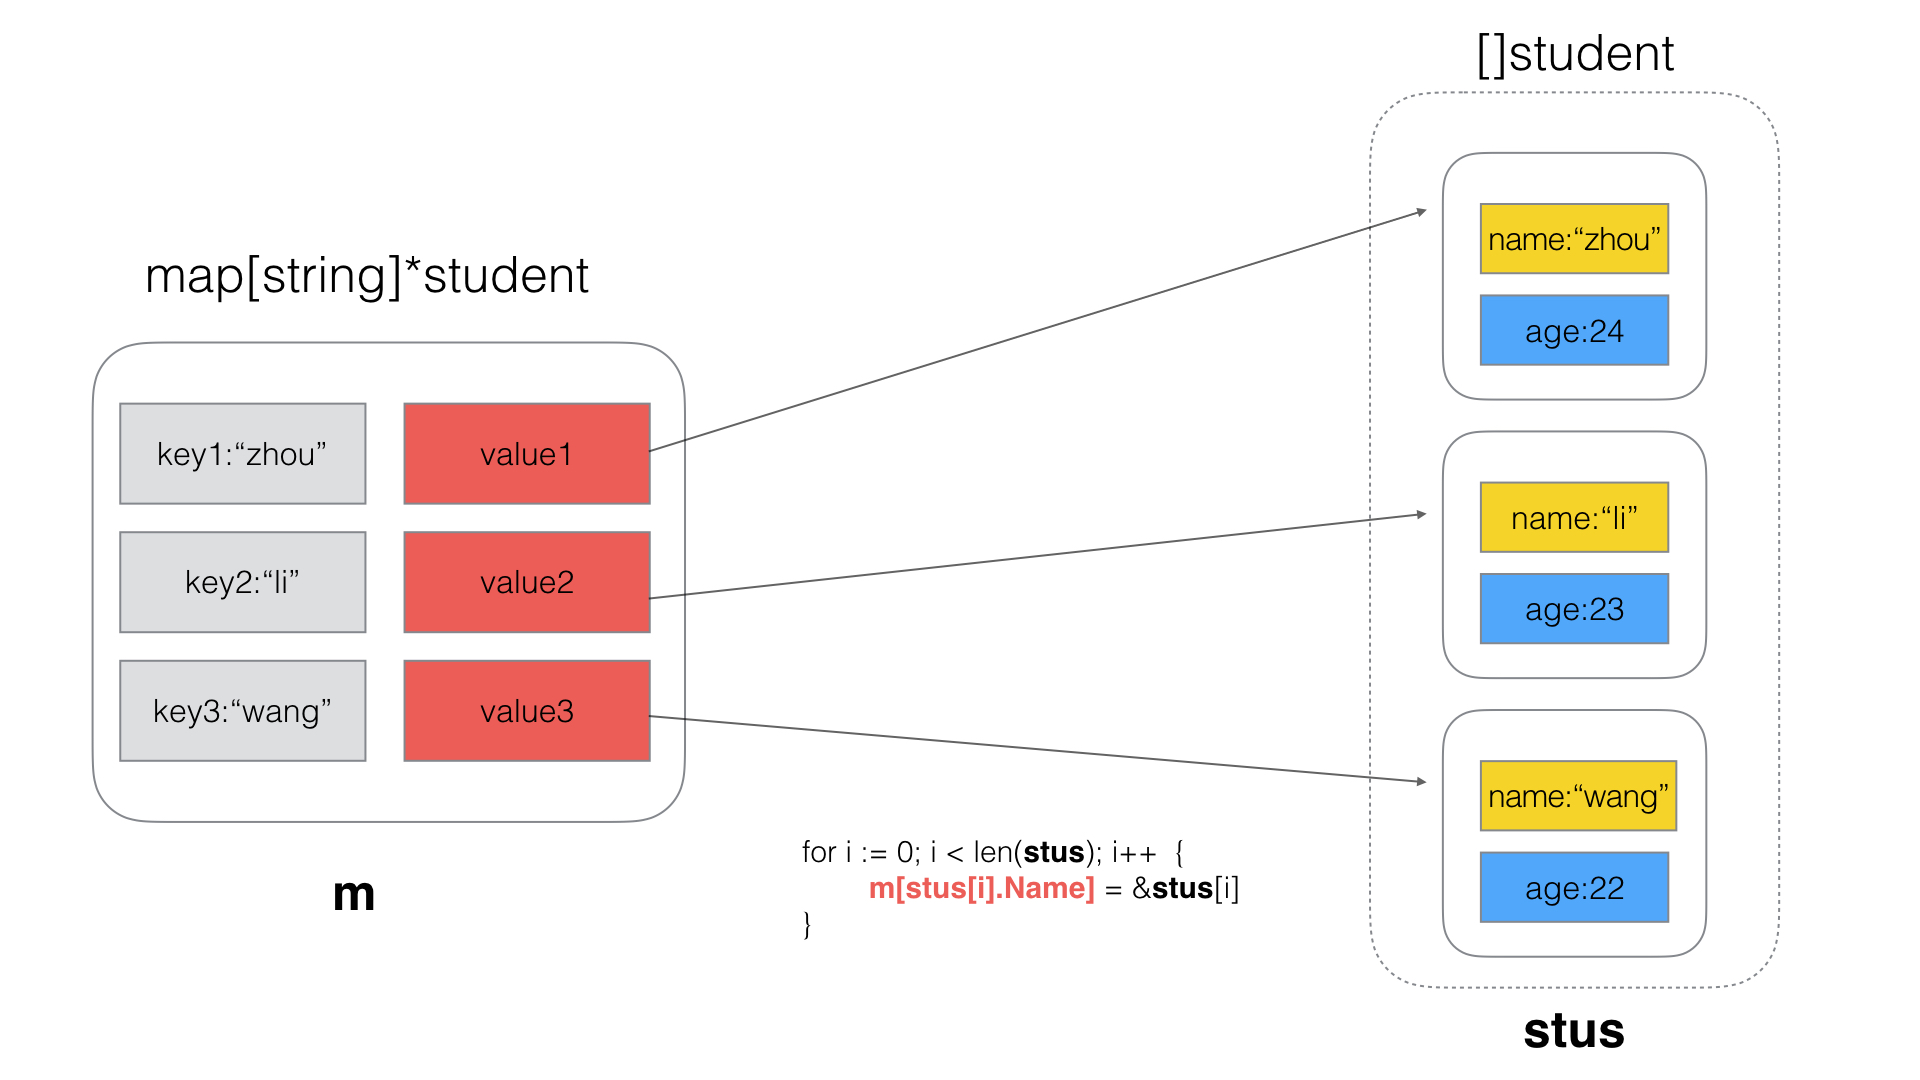 map[string]*student
key1:“zhou”
value1
key2:“li”
value2
key3:“wang”
value3
m
for i := 0; i < len(stus); i++ {
m[stus[i].Name] = &stus[i]
}
[]student
name:“zhou”
age:24
name:“li”
age:23
name:“wang”
age:22
stus